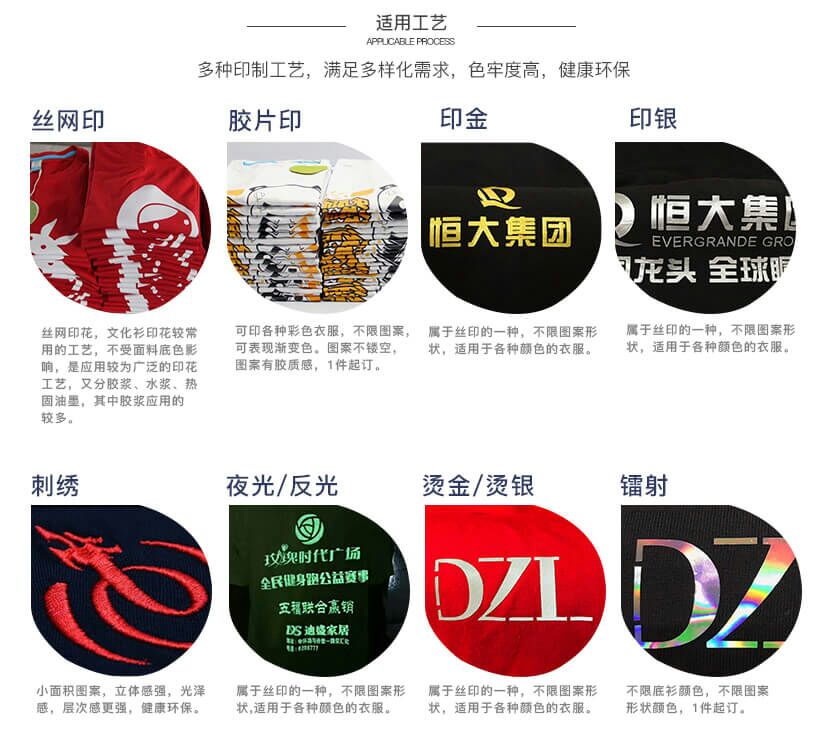 适用工艺
APPLICABLE PROCESS
多种印制工艺，满足多样化需求，色牢度高，健康环保
丝网印
胶片印
印金
印银
恒大集团
恒大集团
EVERGRANDE GRO
龙头 全球
丝网印花，文化衫印花较常
用的工艺，不受面料底色影
响，是应用较为广泛的印花
工艺，又分胶浆、水浆、热
固油墨，其中胶浆应用的
较多。
可印各种彩色衣服，不限图案，
可表现渐变色。图案不镂空，
图案有胶质感，1件起订。
属于丝印的一种，不限图案形
状，适用于各种颜色的衣服。
属于丝印的一种，不限图案形
状，适用于各种颜色的衣服。
刺绣
夜光/反光
烫金/烫银
镭射
玫瑰时代广场
全民健身跑公益赛事
五福联合赢销
DS 迪盛家居
DZL
DZL
小面积图案，立体感强，光泽
感，层次感更强，健康环保。
属于丝印的一种，不限图案形
状,适用于各种颜色的衣服。
属于丝印的一种，不限图案形
状，适用于各种颜色的衣服。
不限底衫颜色，不限图案
形状颜色，1件起订。